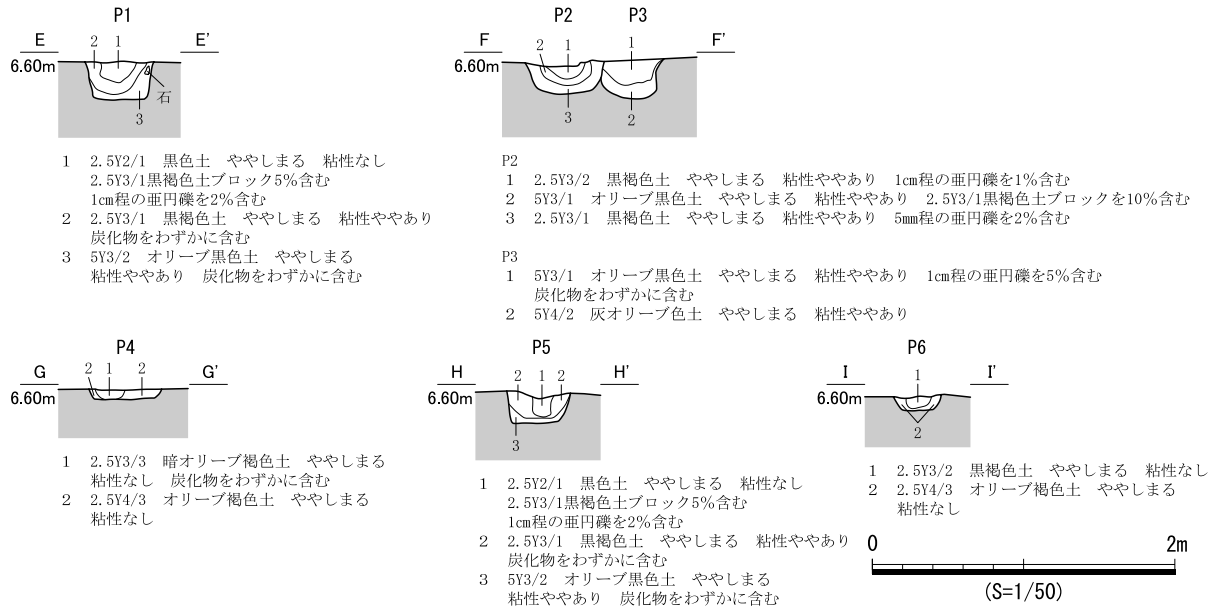 P1
E 2 1 E'
6.60m
石
3
1 2.5Y2/1 黒色土 ややしまる 粘性なし
2.5Y3/1黒褐色土ブロック5%含む
1cm程の亜円礫を2%含む
2 2.5Y3/1 黒褐色土 ややしまる 粘性ややあり
炭化物をわずかに含む
3 5Y3/2 オリーブ黒色土 ややしまる
粘性ややあり 炭化物をわずかに含む
P2 P3
F 2 1 1 F'
6.60m
3 2
P2
1 2.5Y3/2 黒褐色土 ややしまる 粘性ややあり 1cm程の亜円礫を1%含む
2 5Y3/1 オリーブ黒色土 ややしまる 粘性ややあり 2.5Y3/1黒褐色土ブロックを10%含む
3 2.5Y3/1 黒褐色土 ややしまる 粘性ややあり 5mm程の亜円礫を2%含む
P3
1 5Y3/1 オリーブ黒色土 ややしまる 粘性ややあり 1cm程の亜円礫を5%含む
炭化物をわずかに含む
2 5Y4/2 灰オリーブ色土 ややしまる 粘性ややあり
P4
G 2 1 2 G'
6.60m
1 2.5Y3/3 暗オリーブ褐色土 ややしまる
粘性なし 炭化物をわずかに含む
2 2.5Y4/3 オリーブ褐色土 ややしまる
粘性なし
P5
H 2 1 2 H'
6.60m
3
1 2.5Y2/1 黒色土 ややしまる 粘性なし
2.5Y3/1黒褐色土ブロック5%含む
1cm程の亜円礫を2%含む
2 2.5Y3/1 黒褐色土 ややしまる 粘性ややあり
炭化物をわずかに含む
3 5Y3/2 オリーブ黒色土 ややしまる
粘性ややあり 炭化物をわずかに含む
P6
I 1 I'
6.60m
2
1 2.5Y3/2 黒褐色土 ややしまる 粘性なし
2 2.5Y4/3 オリーブ褐色土 ややしまる
粘性なし
0 2m
(S=1/50)